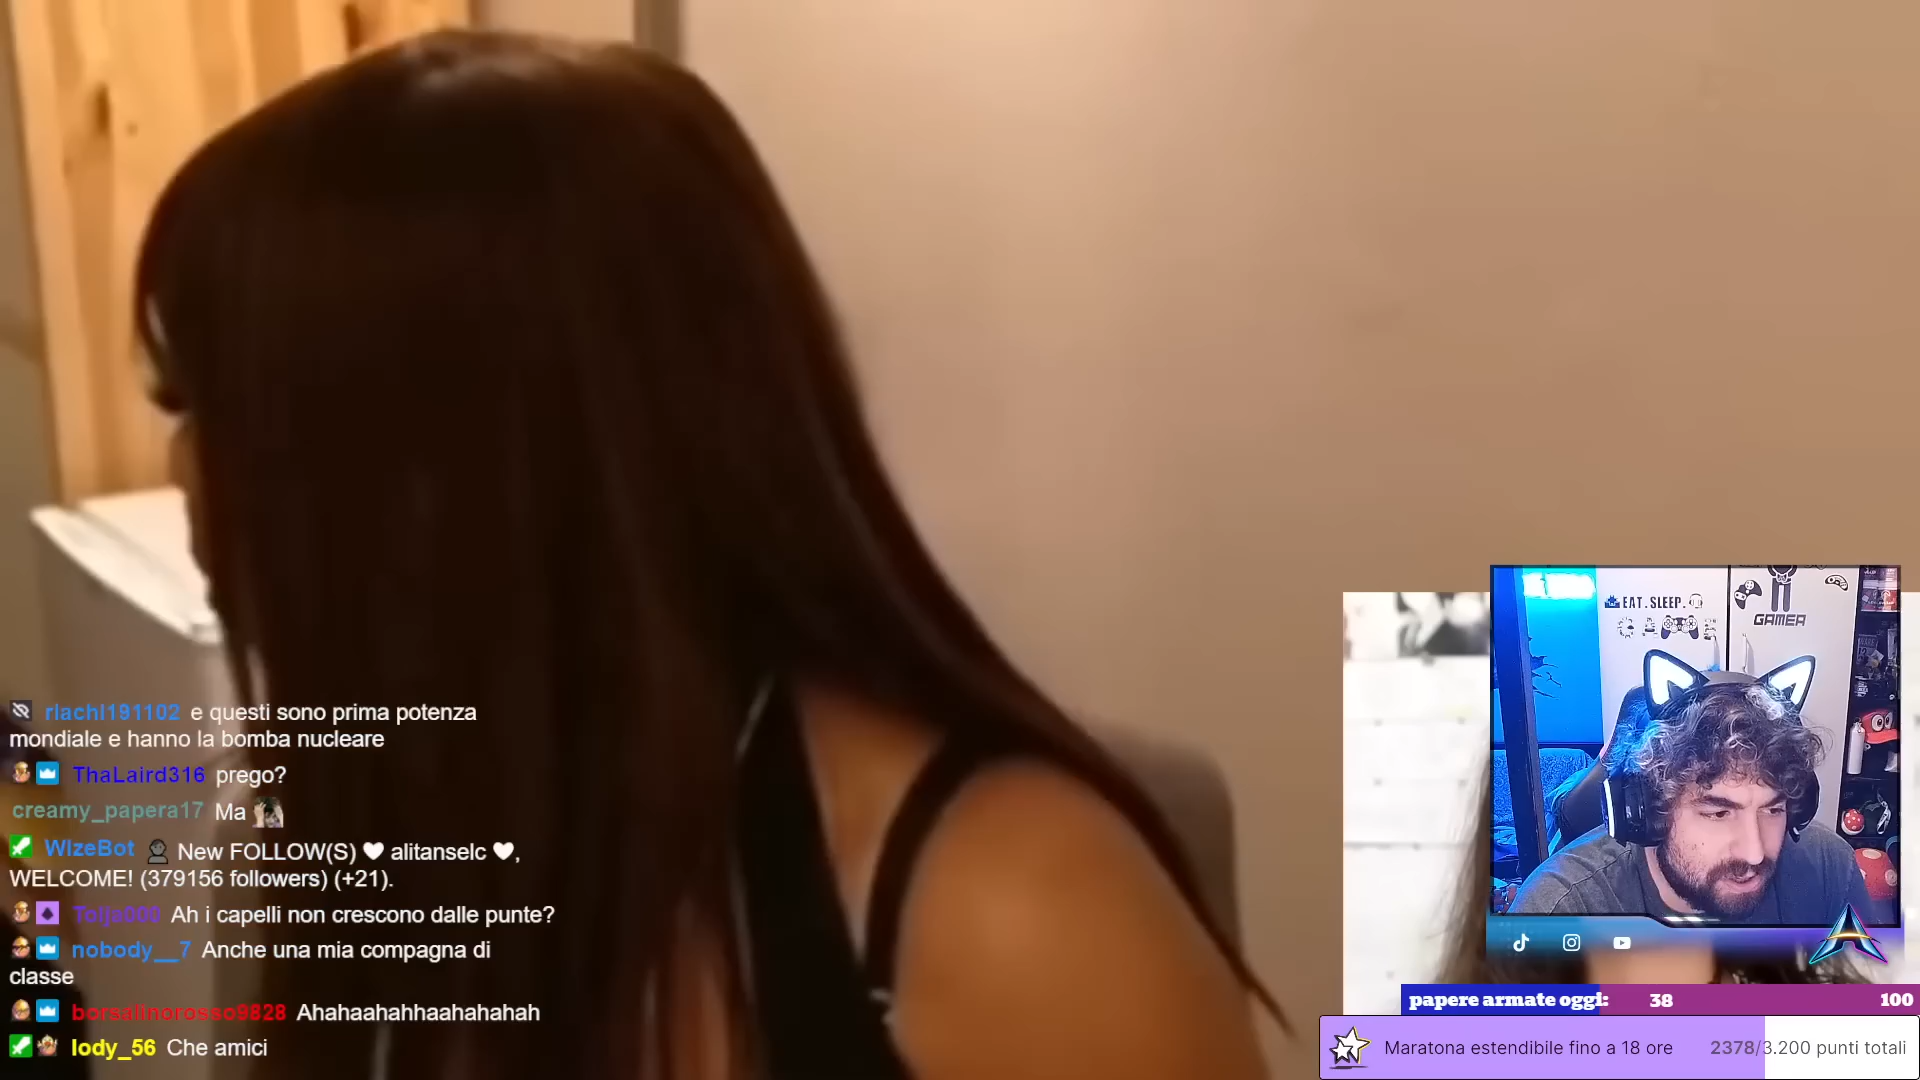 rIachI191102 e questi sono prima potenza
mondiale e hanno la bomba nucleare
ThaLaird316 prego?
creamy_papera17 Ma
WIzeBot New FOLLOW(S) alitanselc ,
WELCOME! (379156 followers) (+21).
Tolja000 Ah i capelli non crescono dalle punte?
nobody__7 Anche una mia compagna di
classe
borsalinorosso9828 Ahahaahahhaahahahah
lody_56 Che amici
EAT.SLEEP.
GAMER
papere armate oggi: 38 100
Maratona estendibile fino a 18 ore 2378/3.200 punti totali